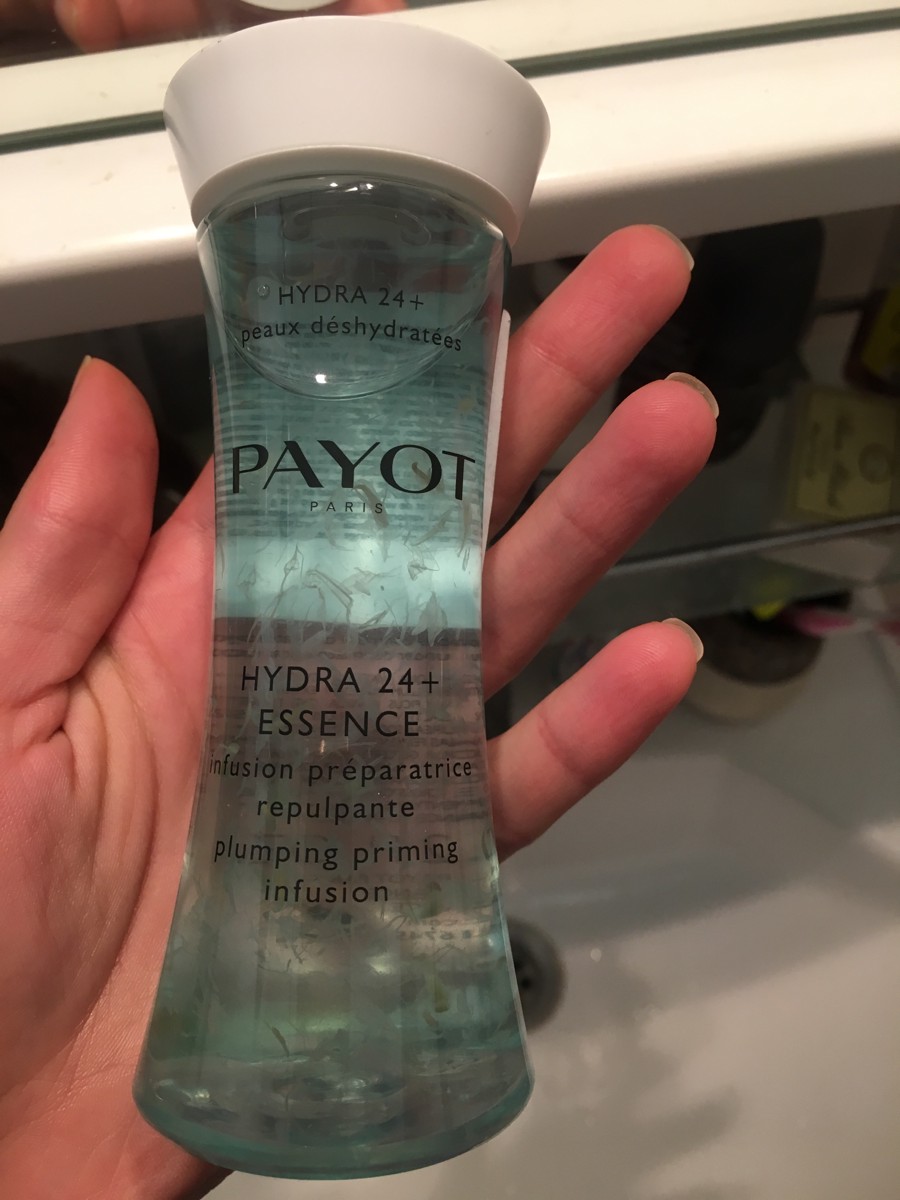 HYDRA 24+
peaux déshydratées
PAYOT
PARIS
HYDRA 24+
ESSENCE
infusion préparatrice
repulpante
plumping priming
infusion